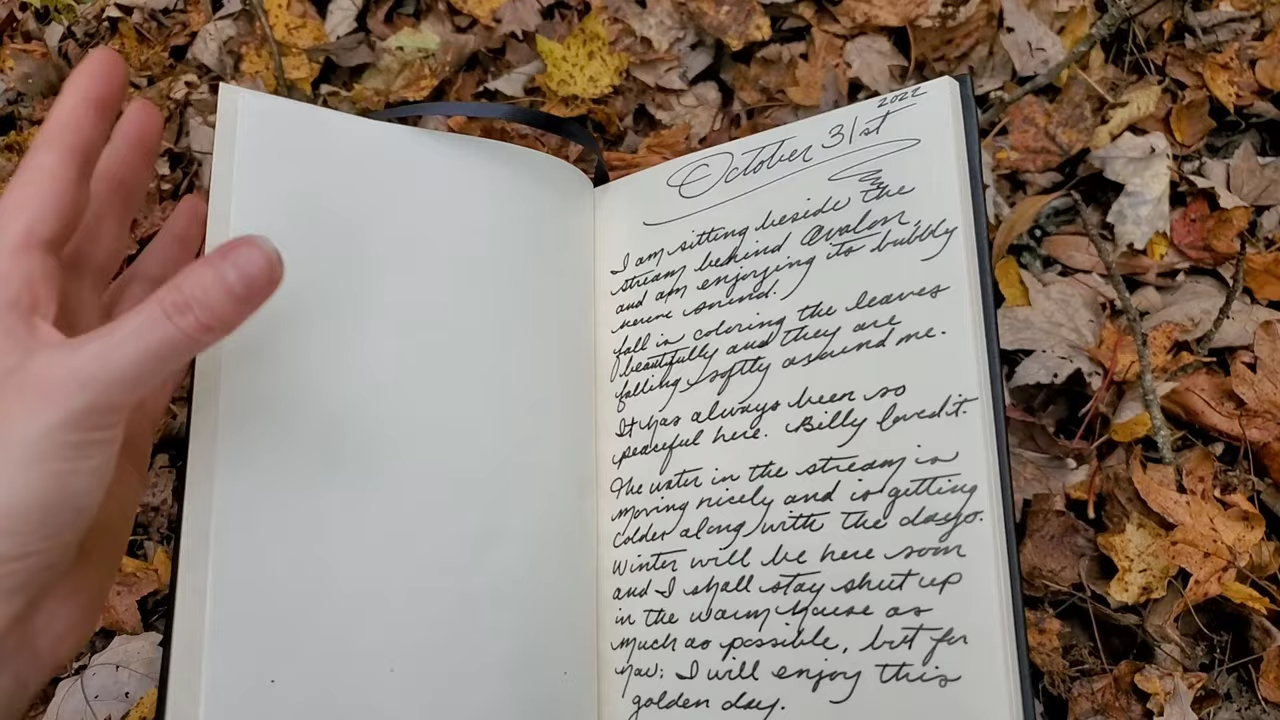 2022
October 31st
I am sitting beside the
stream behind Avalon,
and am enjoying its bubbly
serene sound.
fall is coloring the leaves
beautifully and they are
falling softly around me.
It has always been so
peaceful here. Billy loved it.
The water in the stream is
moving nicely and is getting
colder along with the days.
Winter will be here soon
and I shall stay shut up
in the warm house as
much as possible, but for
now: I will enjoy this
golden day.